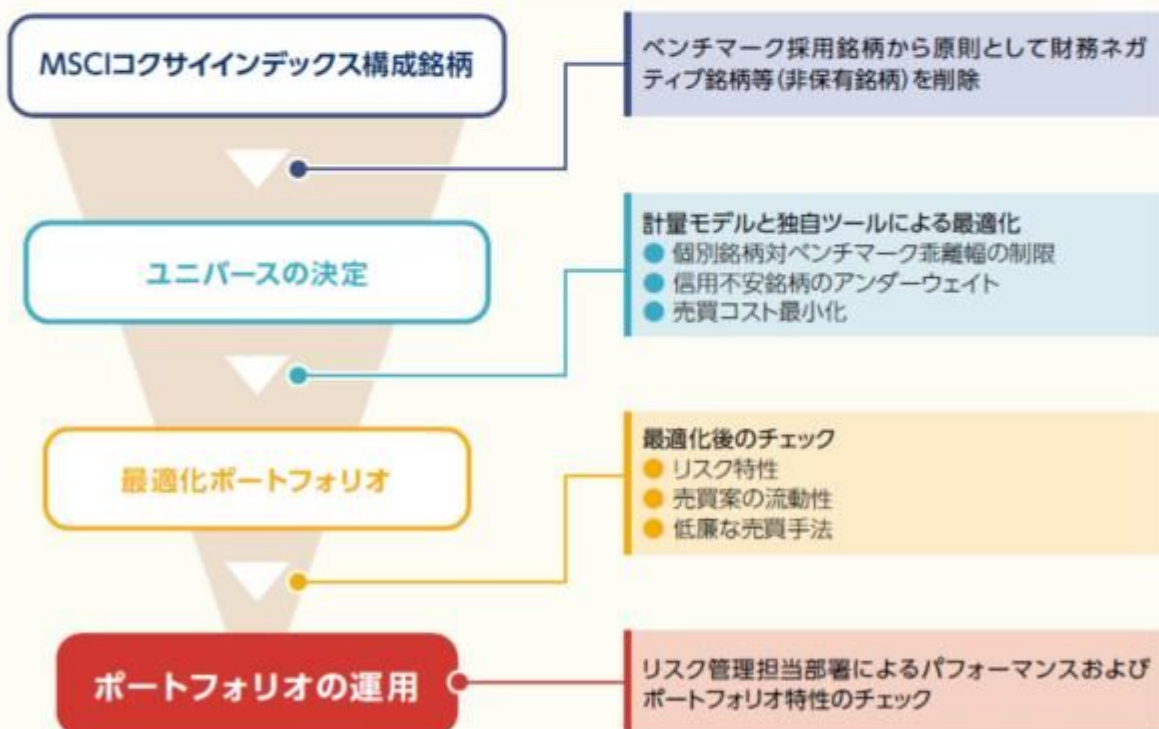 MSCIコクサイインデックス構成銘柄
ベンチマーク採用銘柄から原則として財務ネガ
ティブ銘柄等(非保有銘柄)を削除
ユニバースの決定
計量モデルと独自ツールによる最適化
● 個別銘柄対ベンチマーク乖離幅の制限
● 信用不安銘柄のアンダーウェイト
● 売買コスト最小化
最適化ポートフォリオ
最適化後のチェック
● リスク特性
● 売買案の流動性
● 低廉な売買手法
ポートフォリオの運用
リスク管理担当部署によるパフォーマンスおよび
ポートフォリオ特性のチェック